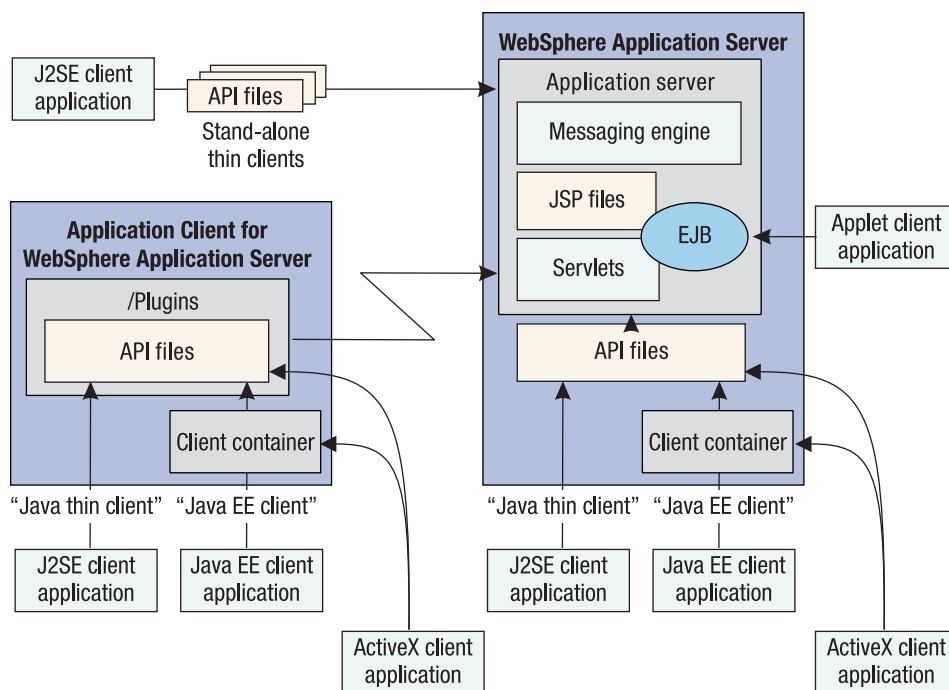 J2SE client
application
API files
Stand-alone
thin clients
WebSphere Application Server
Application server
Messaging engine
JSP files
EJB
Servlets
Applet client
application
API files
Client container
"Java thin client"
"Java EE client"
J2SE client
application
Java EE client
application
ActiveX client
application
Application Client for
WebSphere Application Server
/Plugins
API files
Client container
“Java thin client”
“Java EE client”
J2SE client
application
Java EE client
application
ActiveX client
application